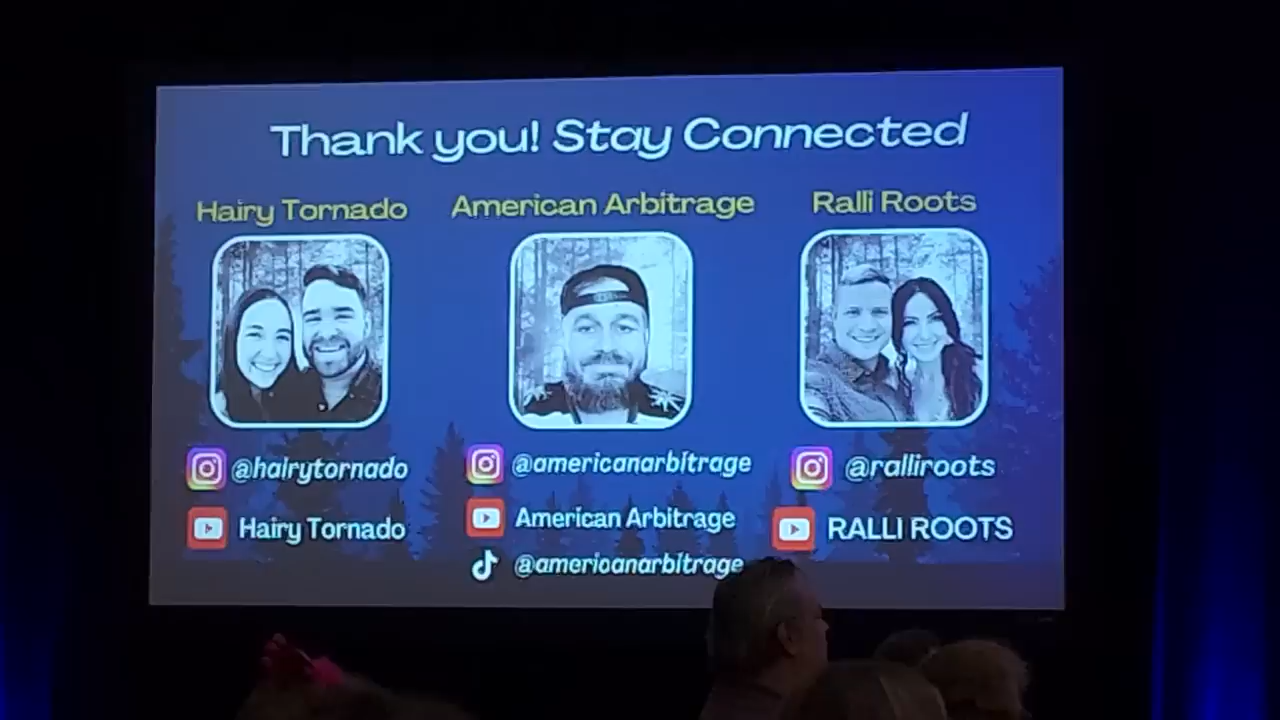 Thank you! Stay Connected
Hairy Tornado
American Arbitrage
Ralli Roots
@hairytornado
@americanarbitrage
@ralliroots
Hairy Tornado
American Arbitrage
RALLI ROOTS
@americanarbitrage